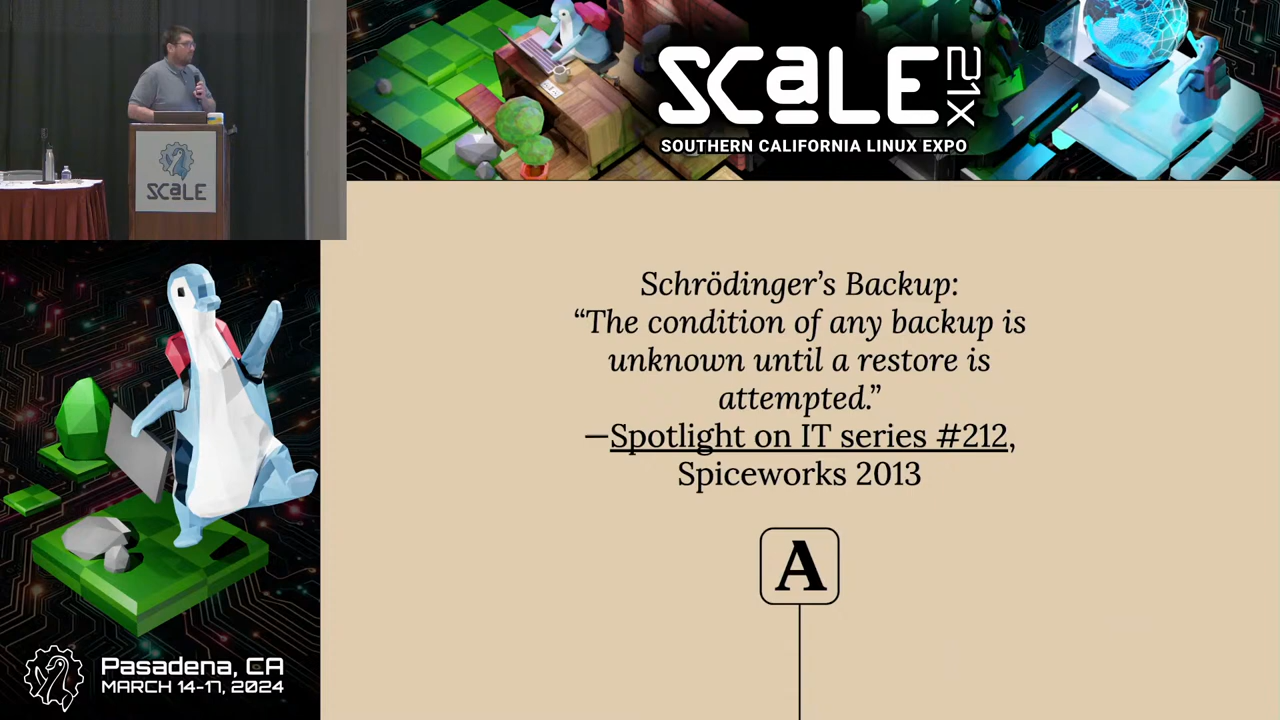 SCALE
SCALE 21X
SOUTHERN CALIFORNIA LINUX EXPO
Schrödinger’s Backup:
“The condition of any backup is
unknown until a restore is
attempted.”
—Spotlight on IT series #212,
Spiceworks 2013
A
Pasadena, CA
MARCH 14-17, 2024